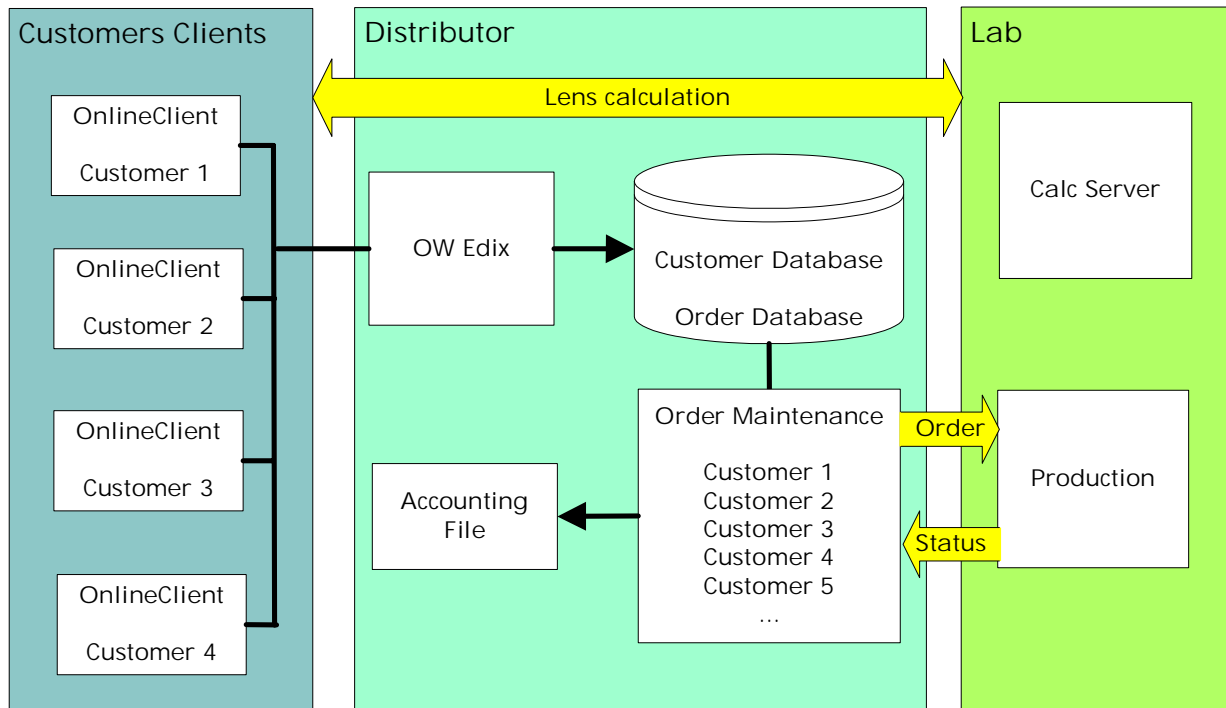 Customers Clients
OnlineClient
Customer 1
OnlineClient
Customer 2
OnlineClient
Customer 3
OnlineClient
Customer 4
Distributor
Lens calculation
OW Edix
Customer Database
Order Database
Order Maintenance
Customer 1
Customer 2
Customer 3
Customer 4
Customer 5
...
Accounting
File
Order
Status
Lab
Calc Server
Production